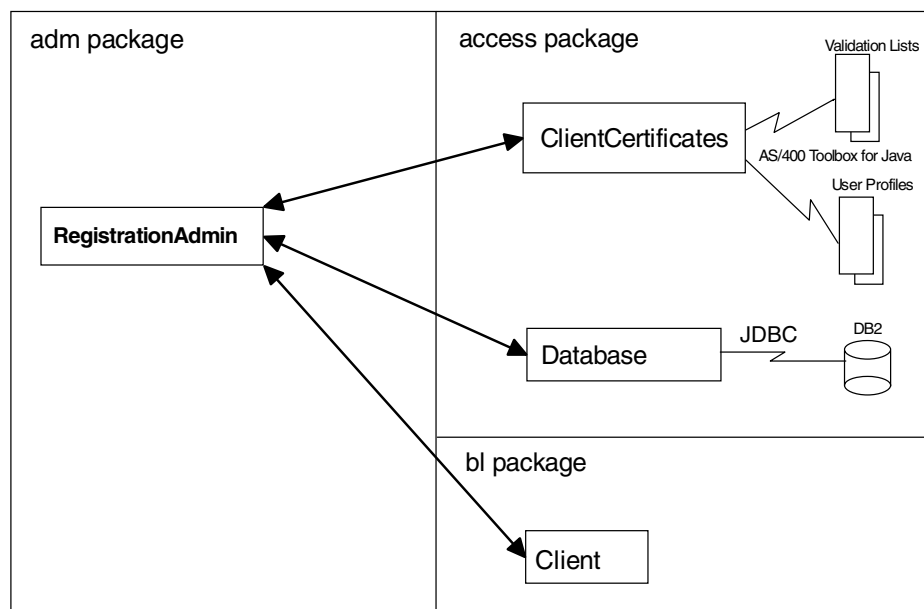 adm package
access package
Validation Lists
ClientCertificates
AS/400 Toolbox for Java
User Profiles
RegistrationAdmin
Database
JDBC
DB2
bl package
Client